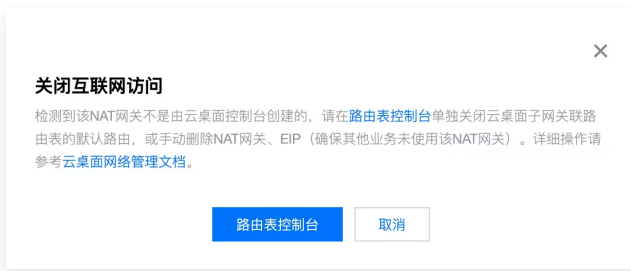 关闭互联网访问
检测到该NAT网关不是由云桌面控制台创建的，请在路由表控制台单独关闭云桌面子网关联路
由表的默认路由，或手动删除NAT网关、EIP（确保其他业务未使用该NAT网关）。详细操作请
参考云桌面网络管理文档。
路由表控制台 取消